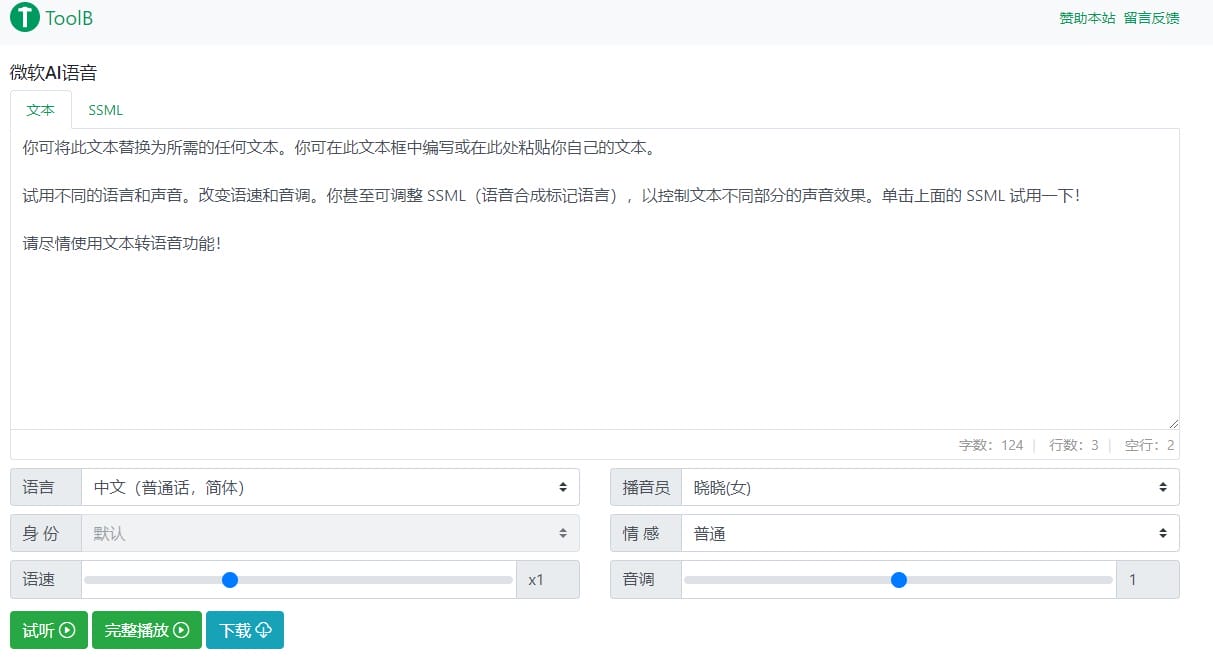 ToolB
赞助本站 留言反馈
微软AI语音
文本 SSML
你可将此文本替换为所需的任何文本。你可在此文本框中编写或在此处粘贴你自己的文本。
试用不同的语言和声音。改变语速和音调。你甚至可调整 SSML（语音合成标记语言），以控制文本不同部分的声音效果。单击上面的 SSML 试用一下！
请尽情使用文本转语音功能！
字数：124 | 行数：3 | 空行：2
语言 中文（普通话，简体） 播音员 晓晓(女)
身 份 默认 情 感 普通
语速 x1 音调 1
试听 完整播放 下载